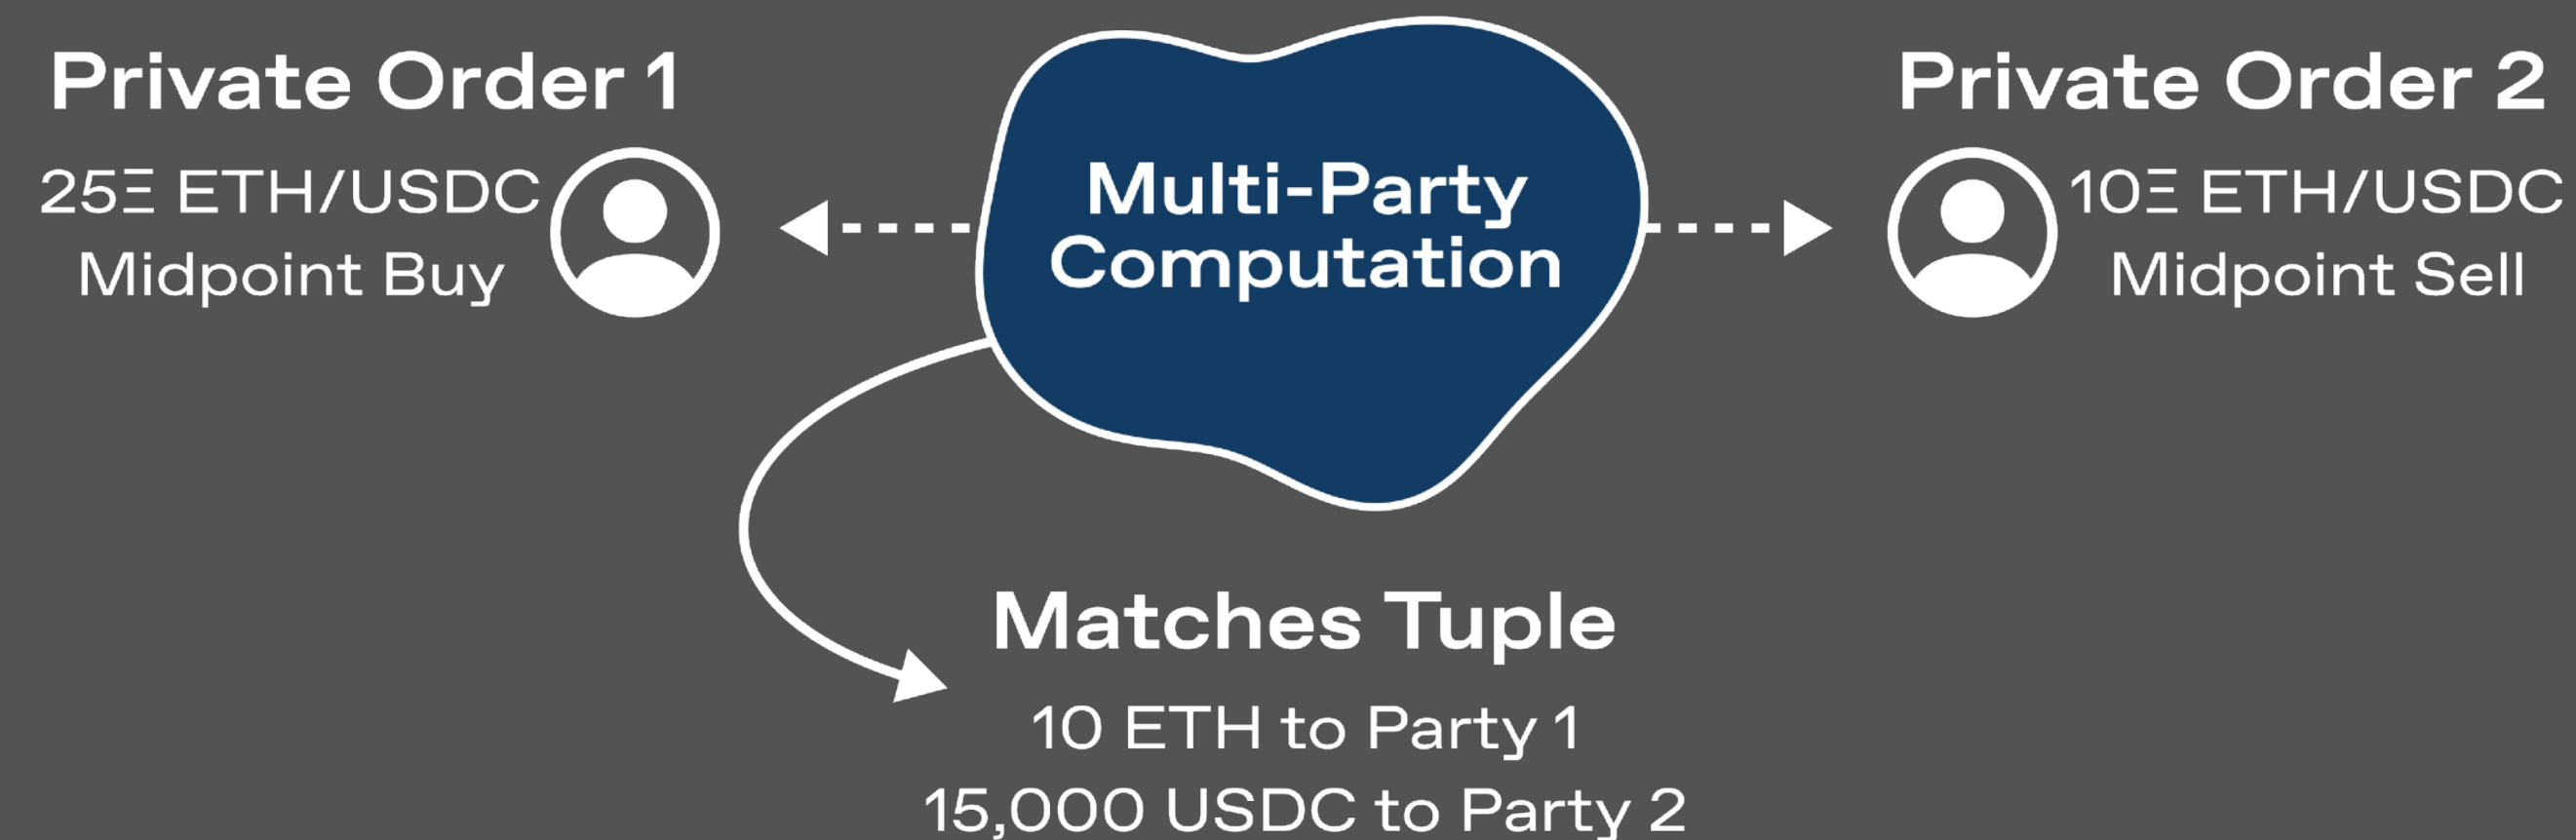 Private Order 1
25Ξ ETH/USDC
Midpoint Buy
Multi-Party
Computation
Private Order 2
10Ξ ETH/USDC
Midpoint Sell
Matches Tuple
10 ETH to Party 1
15,000 USDC to Party 2